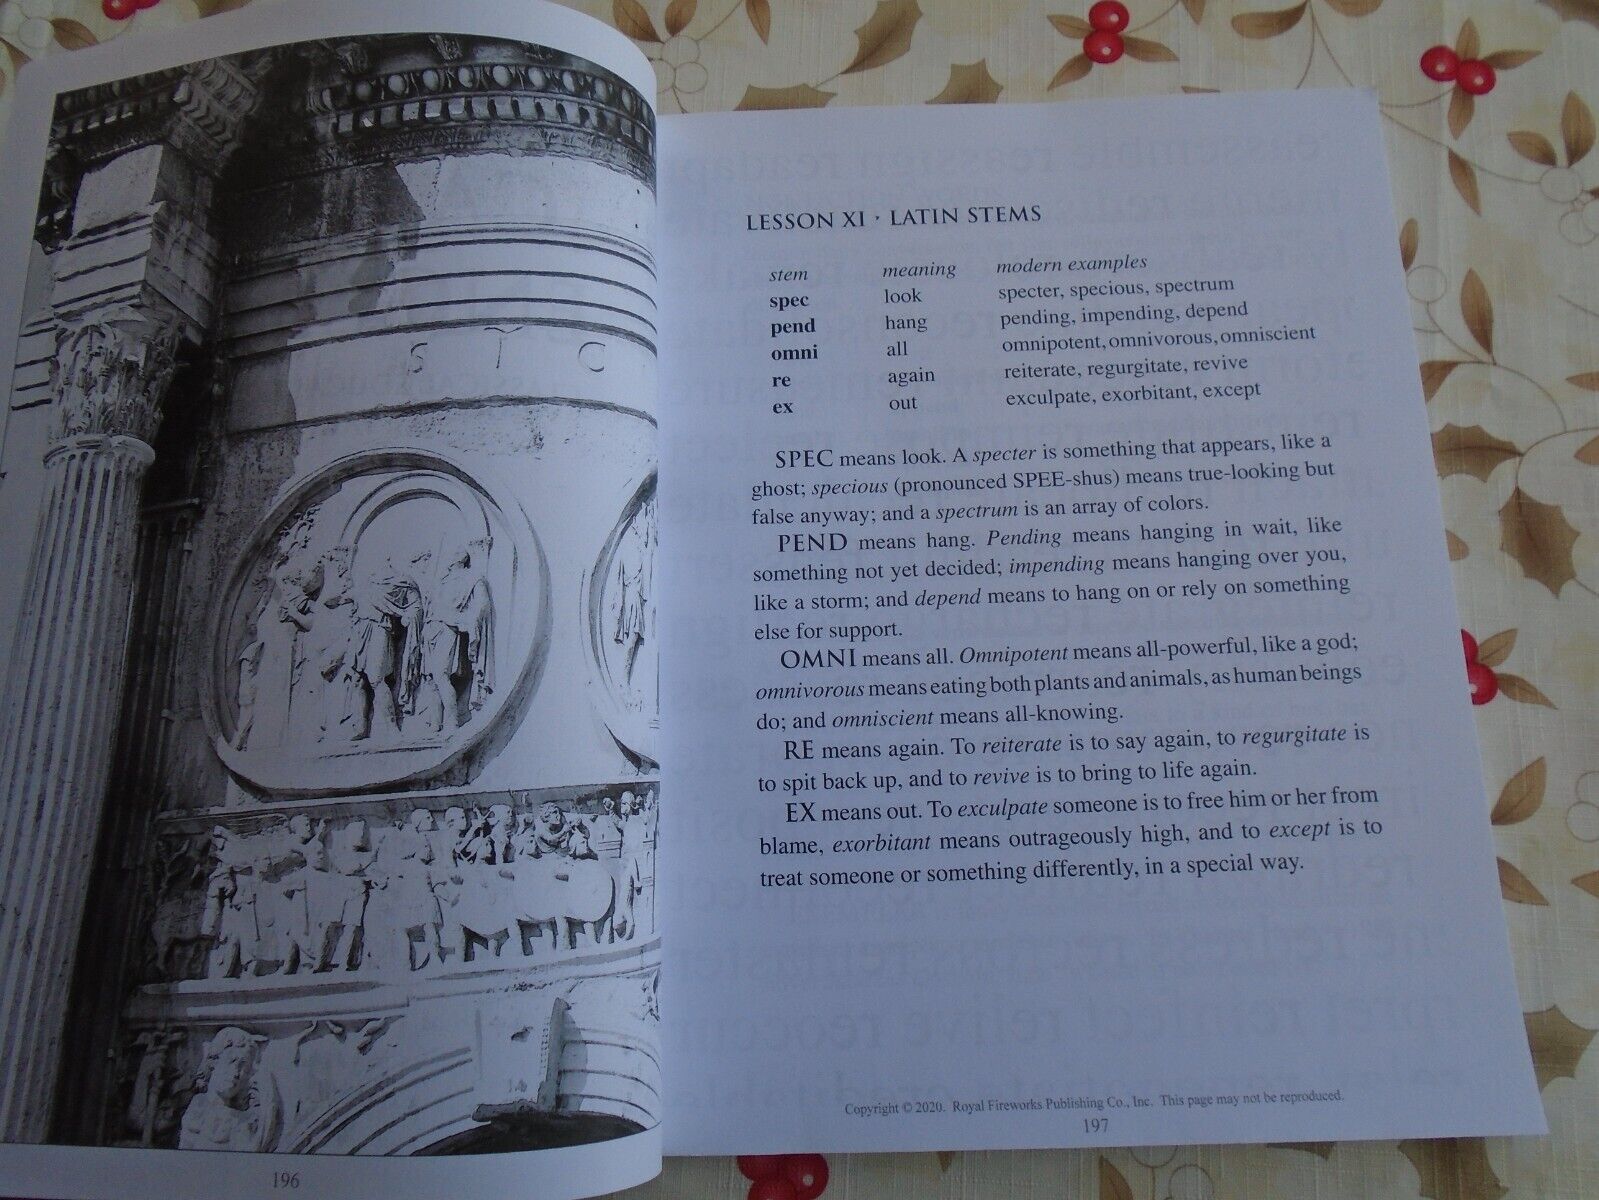 S I C
196
LESSON XI · LATIN STEMS
stem meaning modern examples
spec look specter, specious, spectrum
pend hang pending, impending, depend
omni all omnipotent, omnivorous, omniscient
re again reiterate, regurgitate, revive
ex out exculpate, exorbitant, except
SPEC means look. A specter is something that appears, like a
ghost; specious (pronounced SPEE-shus) means true-looking but
false anyway; and a spectrum is an array of colors.
PEND means hang. Pending means hanging in wait, like
something not yet decided; impending means hanging over you,
like a storm; and depend means to hang on or rely on something
else for support.
OMNI means all. Omnipotent means all-powerful, like a god;
omnivorous means eating both plants and animals, as human beings
do; and omniscient means all-knowing.
RE means again. To reiterate is to say again, to regurgitate is
to spit back up, and to revive is to bring to life again.
EX means out. To exculpate someone is to free him or her from
blame, exorbitant means outrageously high, and to except is to
treat someone or something differently, in a special way.
Copyright © 2020. Royal Fireworks Publishing Co., Inc. This page may not be reproduced.
197